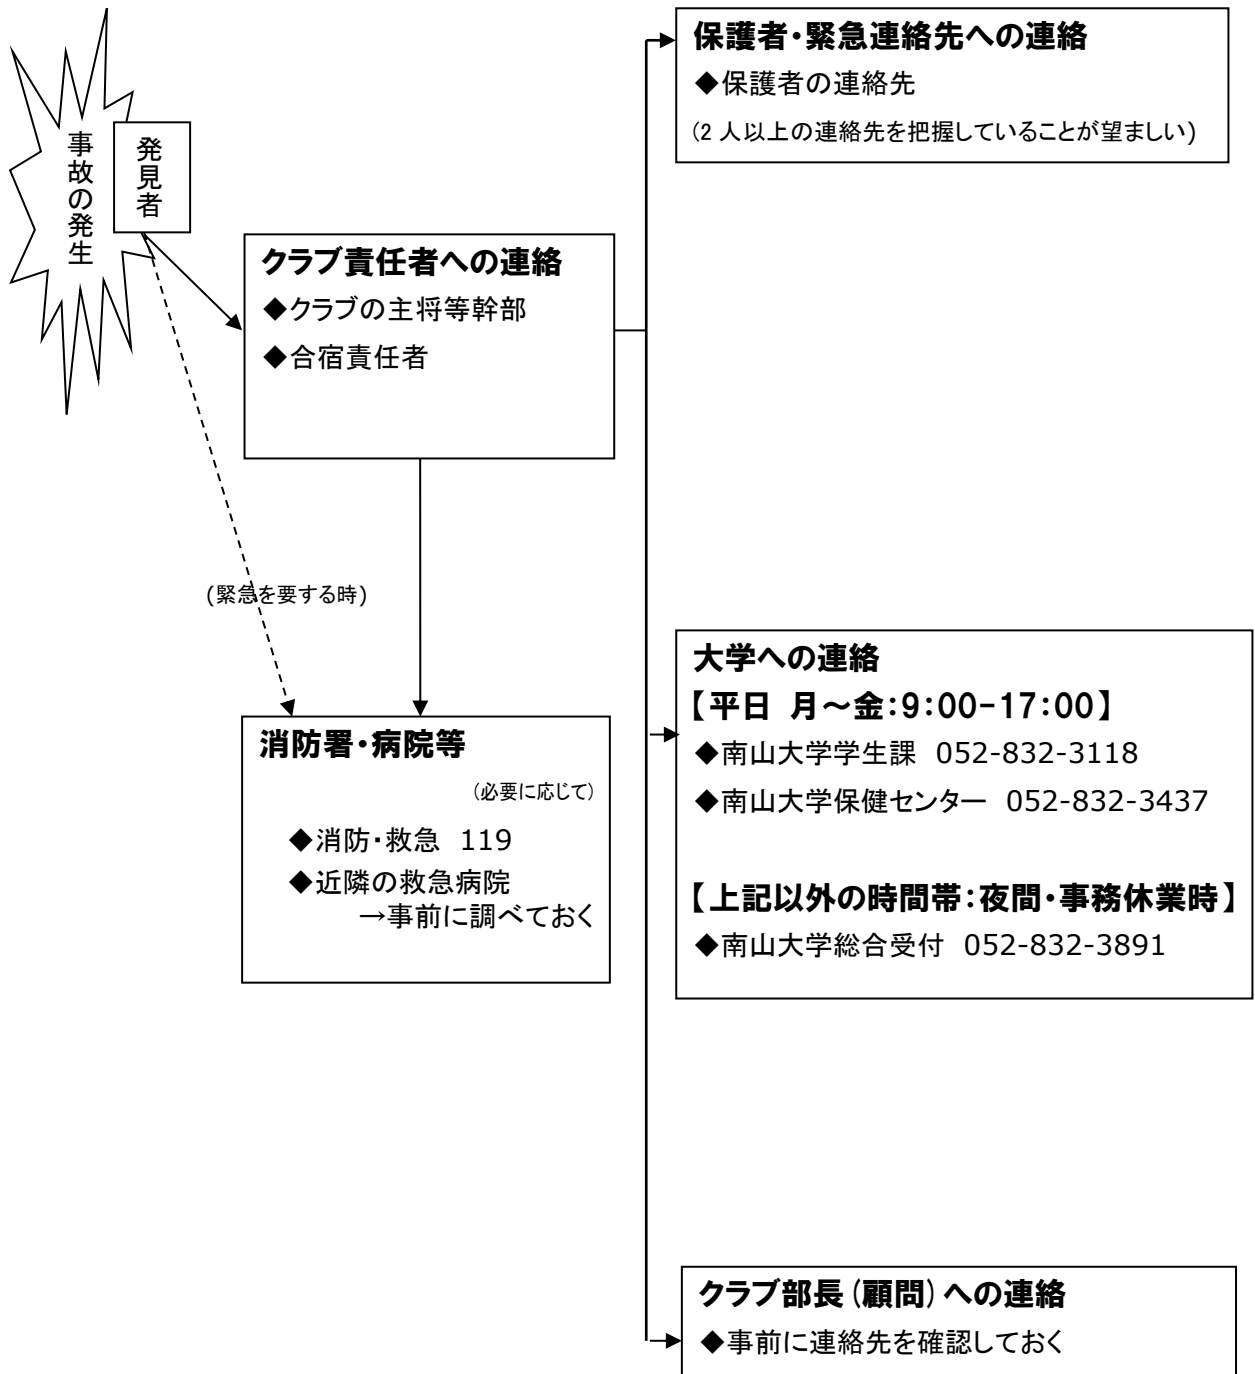 事故の発生
発見者
保護者・緊急連絡先への連絡
◆保護者の連絡先
(2 人以上の連絡先を把握していることが望ましい)
クラブ責任者への連絡
◆クラブの主将等幹部
◆合宿責任者
(緊急を要する時)
消防署・病院等
(必要に応じて)
◆消防・救急 119
◆近隣の救急病院
→事前に調べておく
大学への連絡
【平日 月～金:9:00-17:00】
◆南山大学学生課 052-832-3118
◆南山大学保健センター 052-832-3437
【上記以外の時間帯:夜間・事務休業時】
◆南山大学総合受付 052-832-3891
クラブ部長(顧問)への連絡
◆事前に連絡先を確認しておく